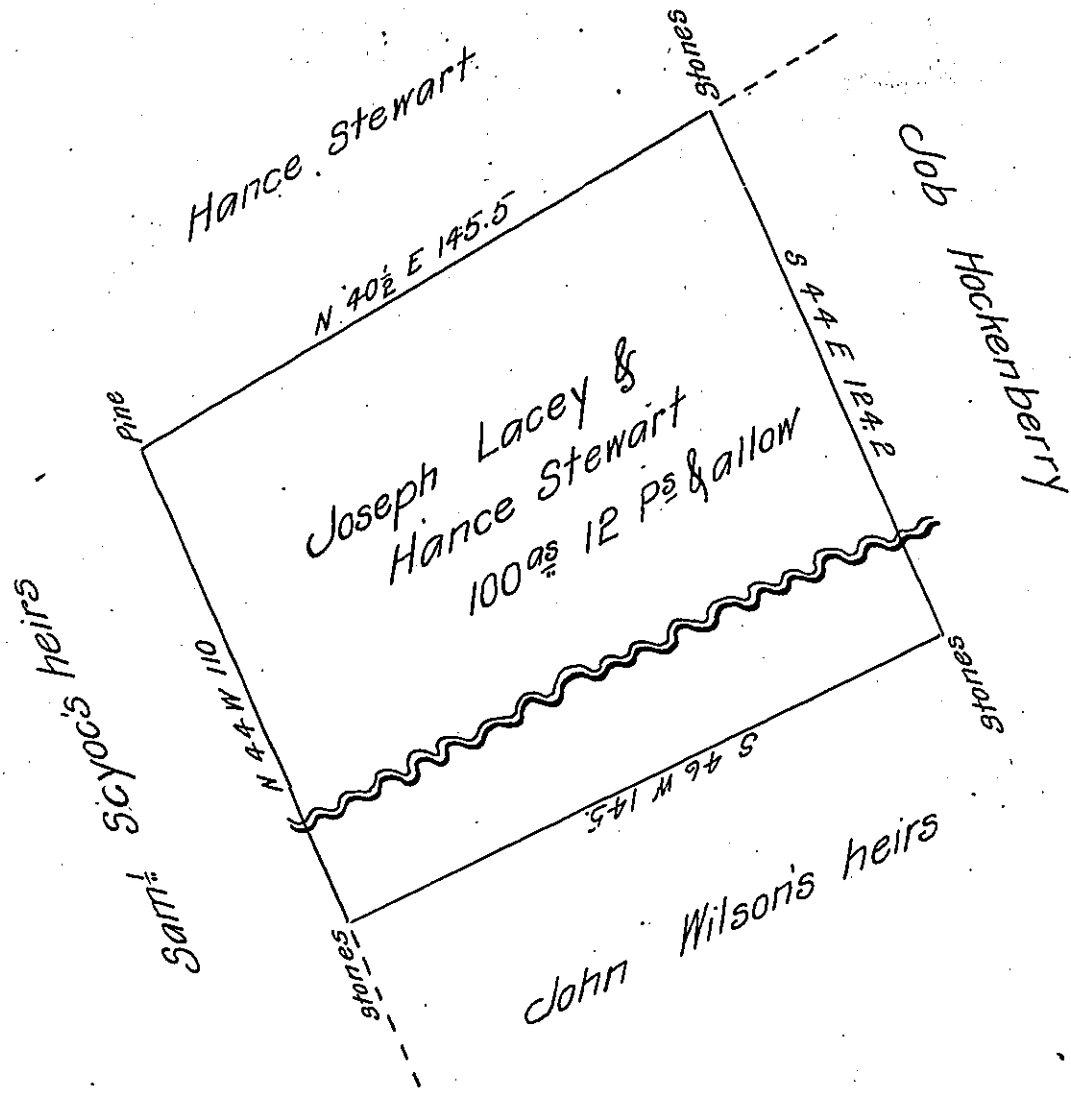 Hance Stewart
Stones
Job Hockenberry
N 40½ E 145.5
S 44 E 124.2
Pine
Joseph Lacey &
Hance Stewart
100 as 12 Ps & allow
Sam! Scyoc's heirs
N 44 W 110
S 46 W 145.
Stones
Stones
John Wilson's heirs